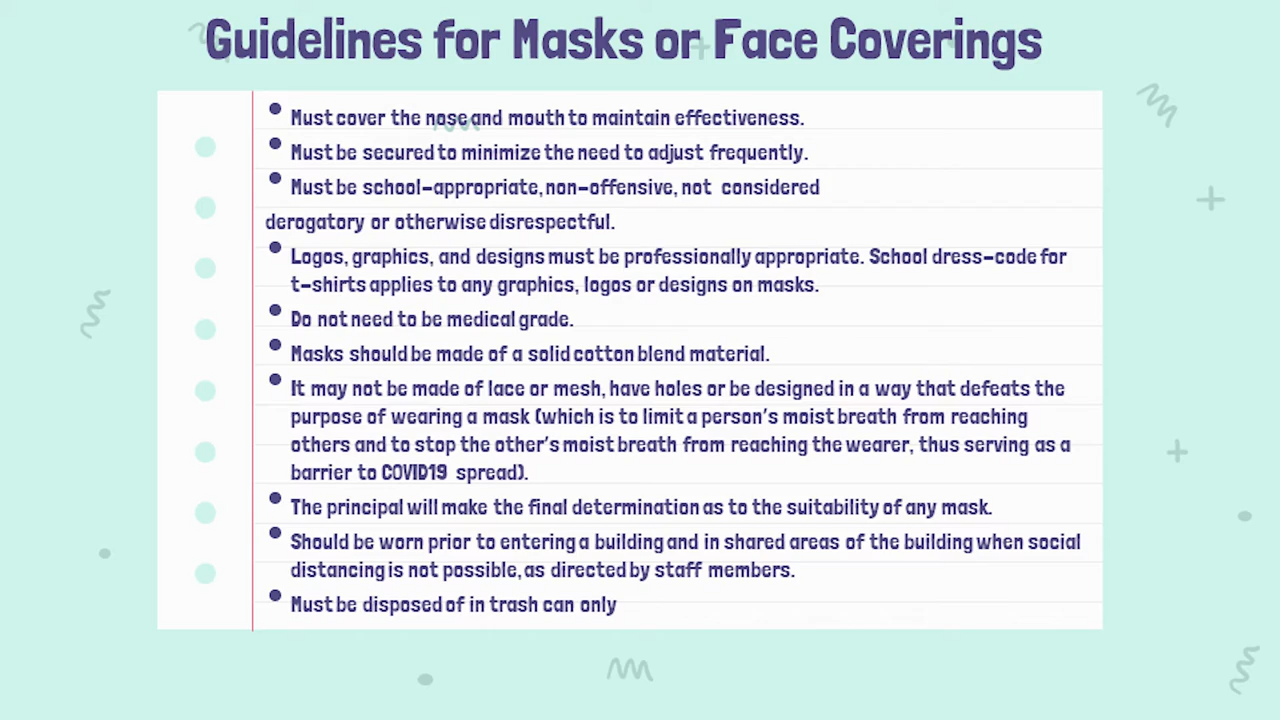 Guidelines for Masks or Face Coverings
• Must cover the nose and mouth to maintain effectiveness.
• Must be secured to minimize the need to adjust frequently.
• Must be school-appropriate, non-offensive, not considered
derogatory or otherwise disrespectful.
• Logos, graphics, and designs must be professionally appropriate. School dress-code for
t-shirts applies to any graphics, logos or designs on masks.
• Do not need to be medical grade.
• Masks should be made of a solid cotton blend material.
• It may not be made of lace or mesh, have holes or be designed in a way that defeats the
purpose of wearing a mask (which is to limit a person's moist breath from reaching
others and to stop the other's moist breath from reaching the wearer, thus serving as a
barrier to COVID19 spread).
• The principal will make the final determination as to the suitability of any mask.
• Should be worn prior to entering a building and in shared areas of the building when social
distancing is not possible, as directed by staff members.
• Must be disposed of in trash can only